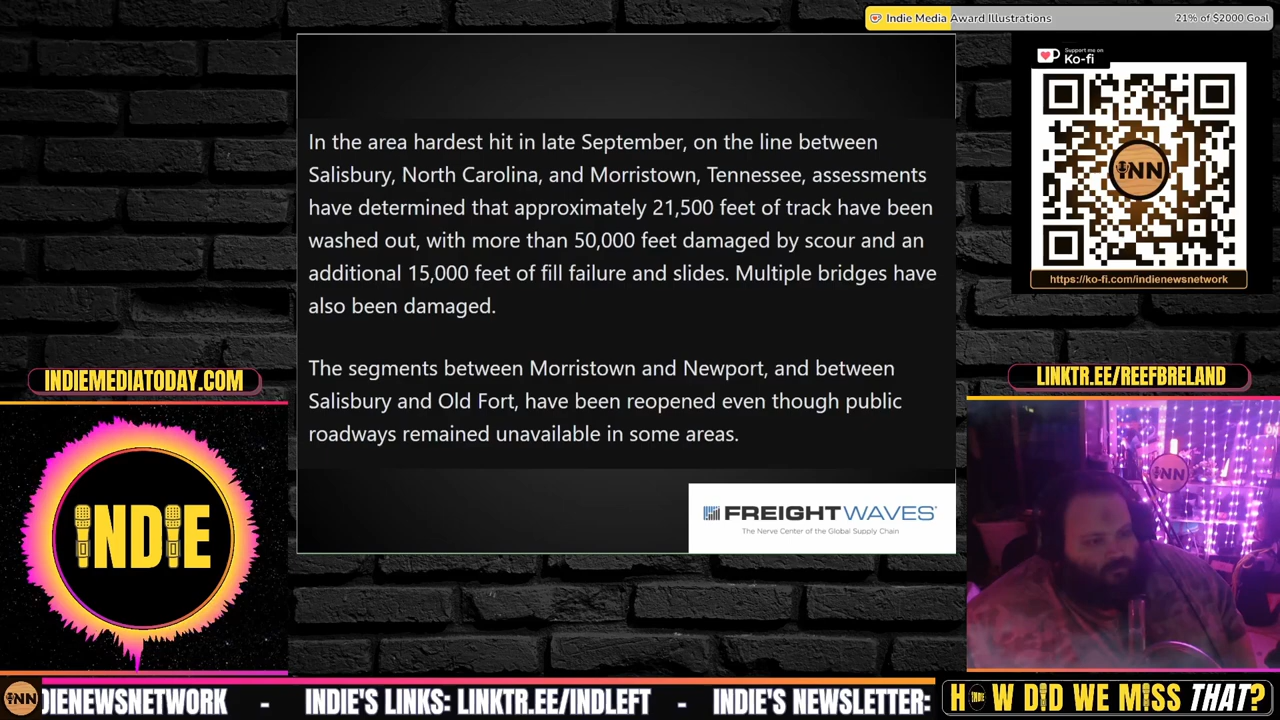 Indie Media Award Illustrations
21% of $2000 Goal
In the area hardest hit in late September, on the line between
Salisbury, North Carolina, and Morristown, Tennessee, assessments
have determined that approximately 21,500 feet of track have been
washed out, with more than 50,000 feet damaged by scour and an
additional 15,000 feet of fill failure and slides. Multiple bridges have
also been damaged.
The segments between Morristown and Newport, and between
Salisbury and Old Fort, have been reopened even though public
roadways remained unavailable in some areas.
FREIGHTWAVES
The Nerve Center of the Global Supply Chain
Support me on
Ko-fi
iNN
https://ko-fi.com/indienewsnetwork
INDIEMEDIATODAY.COM
LINKTR.EE/REEFBRELAND
iNDiE
iNN
iNN
DIENEWSNETWORK - INDIE'S LINKS: LINKTR.EE/INDLEFT - INDIE'S NEWSLETTER:
HOW DID WE MISS THAT?